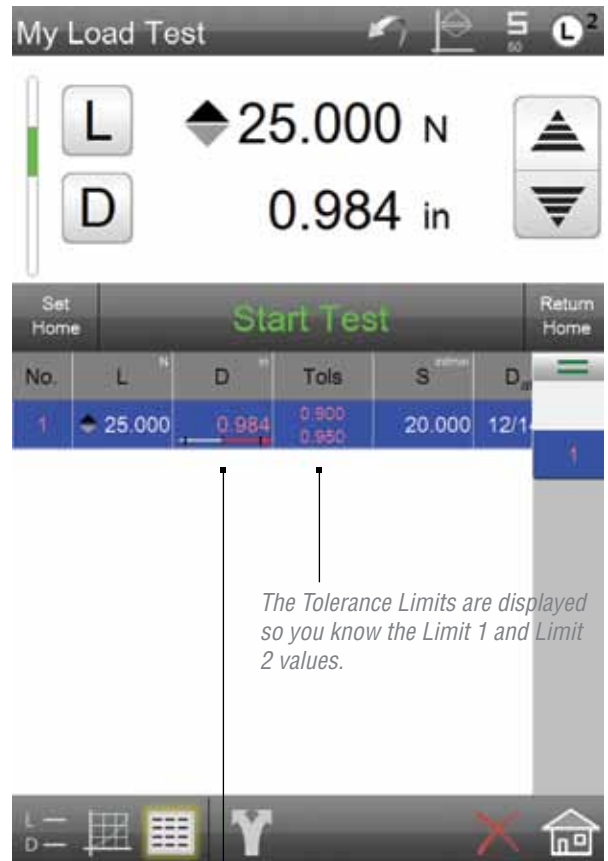 My Load Test
5
60
L 2
L 25.000 N
D 0.984 in
Set Home
Start Test
Return Home
No. L N D in Tols S in/min D
1 25.000 0.984 0.900 0.950 20.000 12/1
1
The Tolerance Limits are displayed
so you know the Limit 1 and Limit
2 values.
L
D